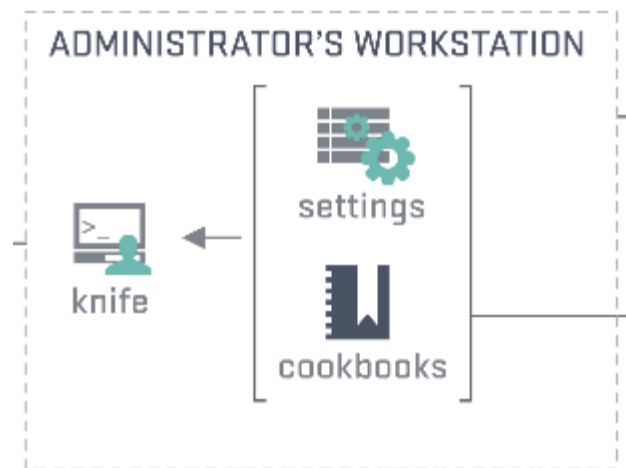 ADMINISTRATOR'S WORKSTATION
settings
>_
knife
cookbooks